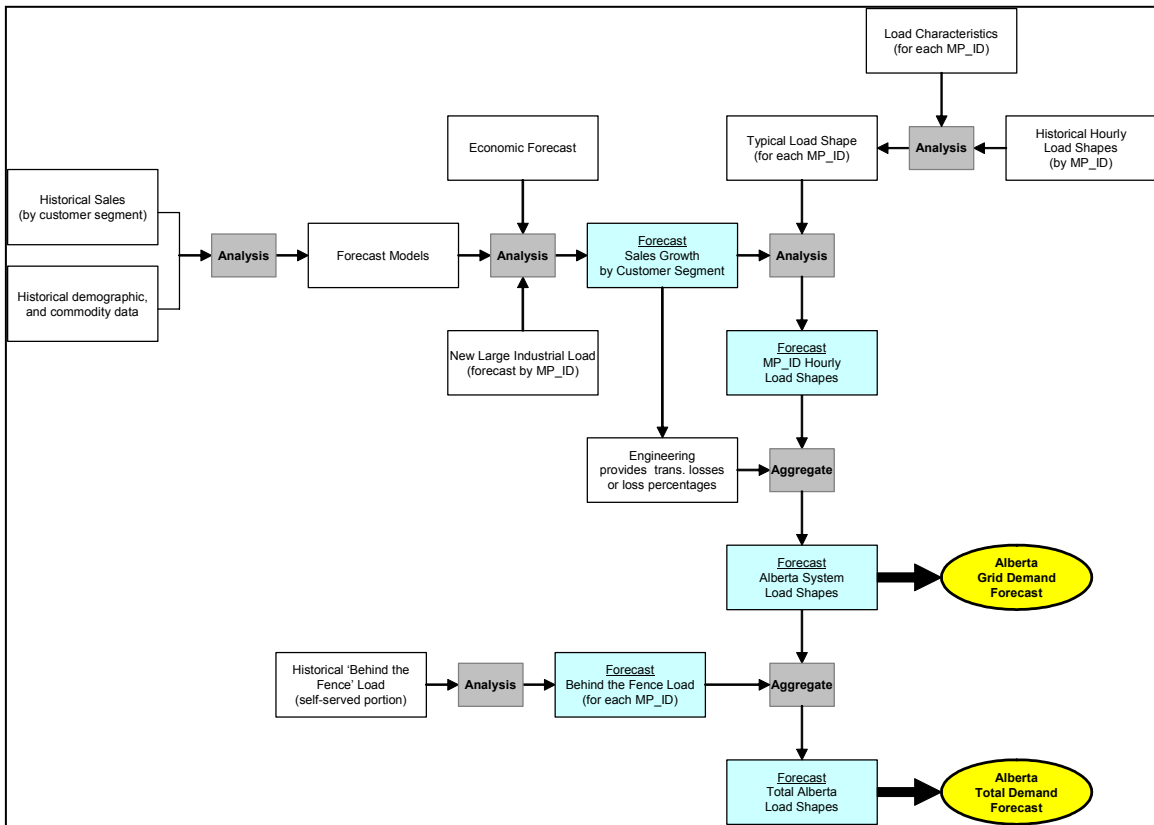 Load Characteristics
(for each MP_ID)
Economic Forecast
Typical Load Shape
(for each MP_ID)
Analysis
Historical Hourly
Load Shapes
(by MP_ID)
Historical Sales
(by customer segment)
Analysis
Forecast Models
Analysis
Forecast
Sales Growth
by Customer Segment
Analysis
Historical demographic,
and commodity data
New Large Industrial Load
(forecast by MP_ID)
Forecast
MP_ID Hourly
Load Shapes
Engineering
provides trans. losses
or loss percentages
Aggregate
Forecast
Alberta System
Load Shapes
Alberta
Grid Demand
Forecast
Historical ‘Behind the
Fence’ Load
(self-served portion)
Analysis
Forecast
Behind the Fence Load
(for each MP_ID)
Aggregate
Forecast
Total Alberta
Load Shapes
Alberta
Total Demand
Forecast